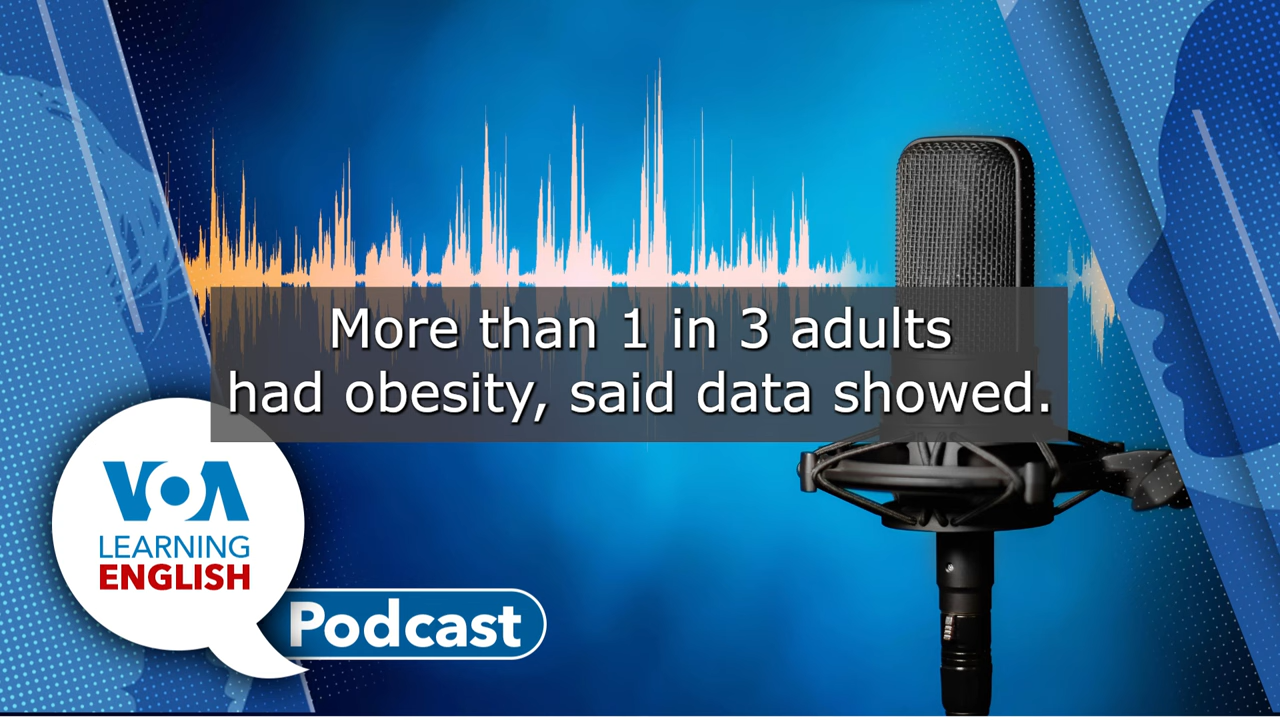 More than 1 in 3 adults
had obesity, said data showed.
VOA
LEARNING
ENGLISH
Podcast